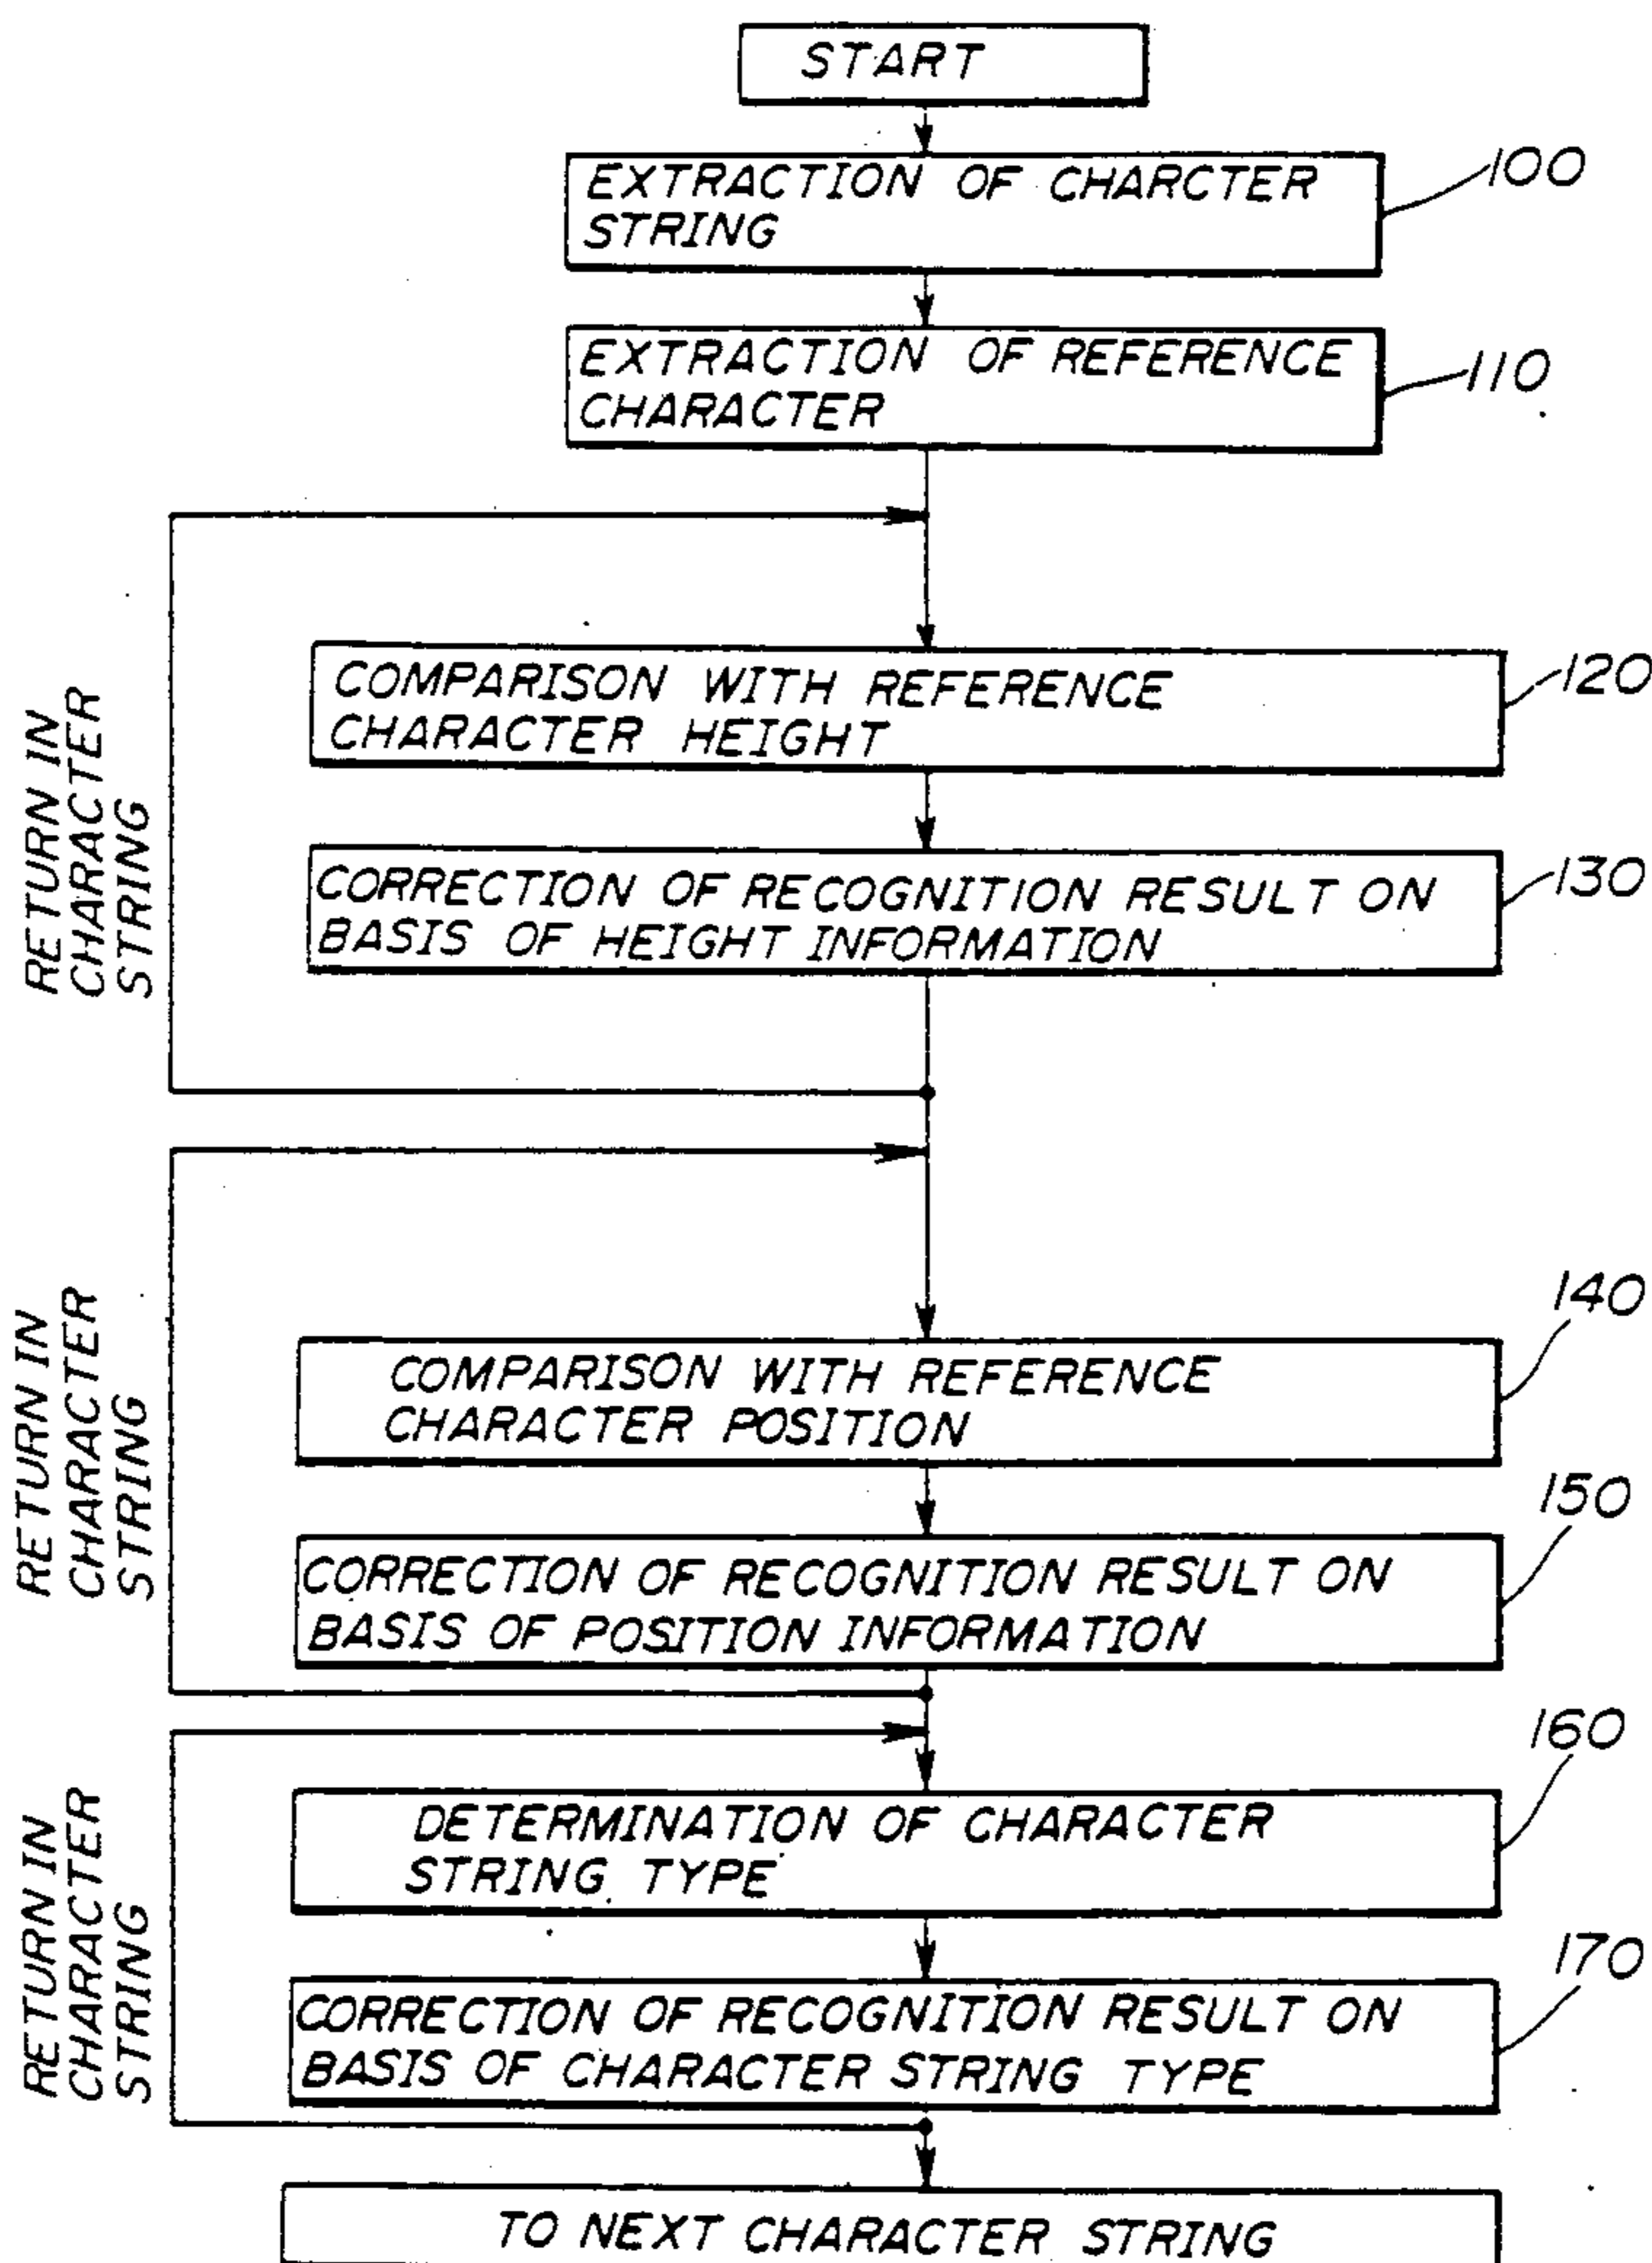 START
EXTRACTION OF CHARCTER
STRING
100
EXTRACTION OF REFERENCE
CHARACTER
110
COMPARISON WITH REFERENCE
CHARACTER HEIGHT
120
CORRECTION OF RECOGNITION RESULT ON
BASIS OF HEIGHT INFORMATION
130
RETURN IN
CHARACTER
STRING
COMPARISON WITH REFERENCE
CHARACTER POSITION
140
CORRECTION OF RECOGNITION RESULT ON
BASIS OF POSITION INFORMATION
150
RETURN IN
CHARACTER
STRING
DETERMINATION OF CHARACTER
STRING TYPE
160
CORRECTION OF RECOGNITION RESULT ON
BASIS OF CHARACTER STRING TYPE
170
RETURN IN
CHARACTER
STRING
TO NEXT CHARACTER STRING